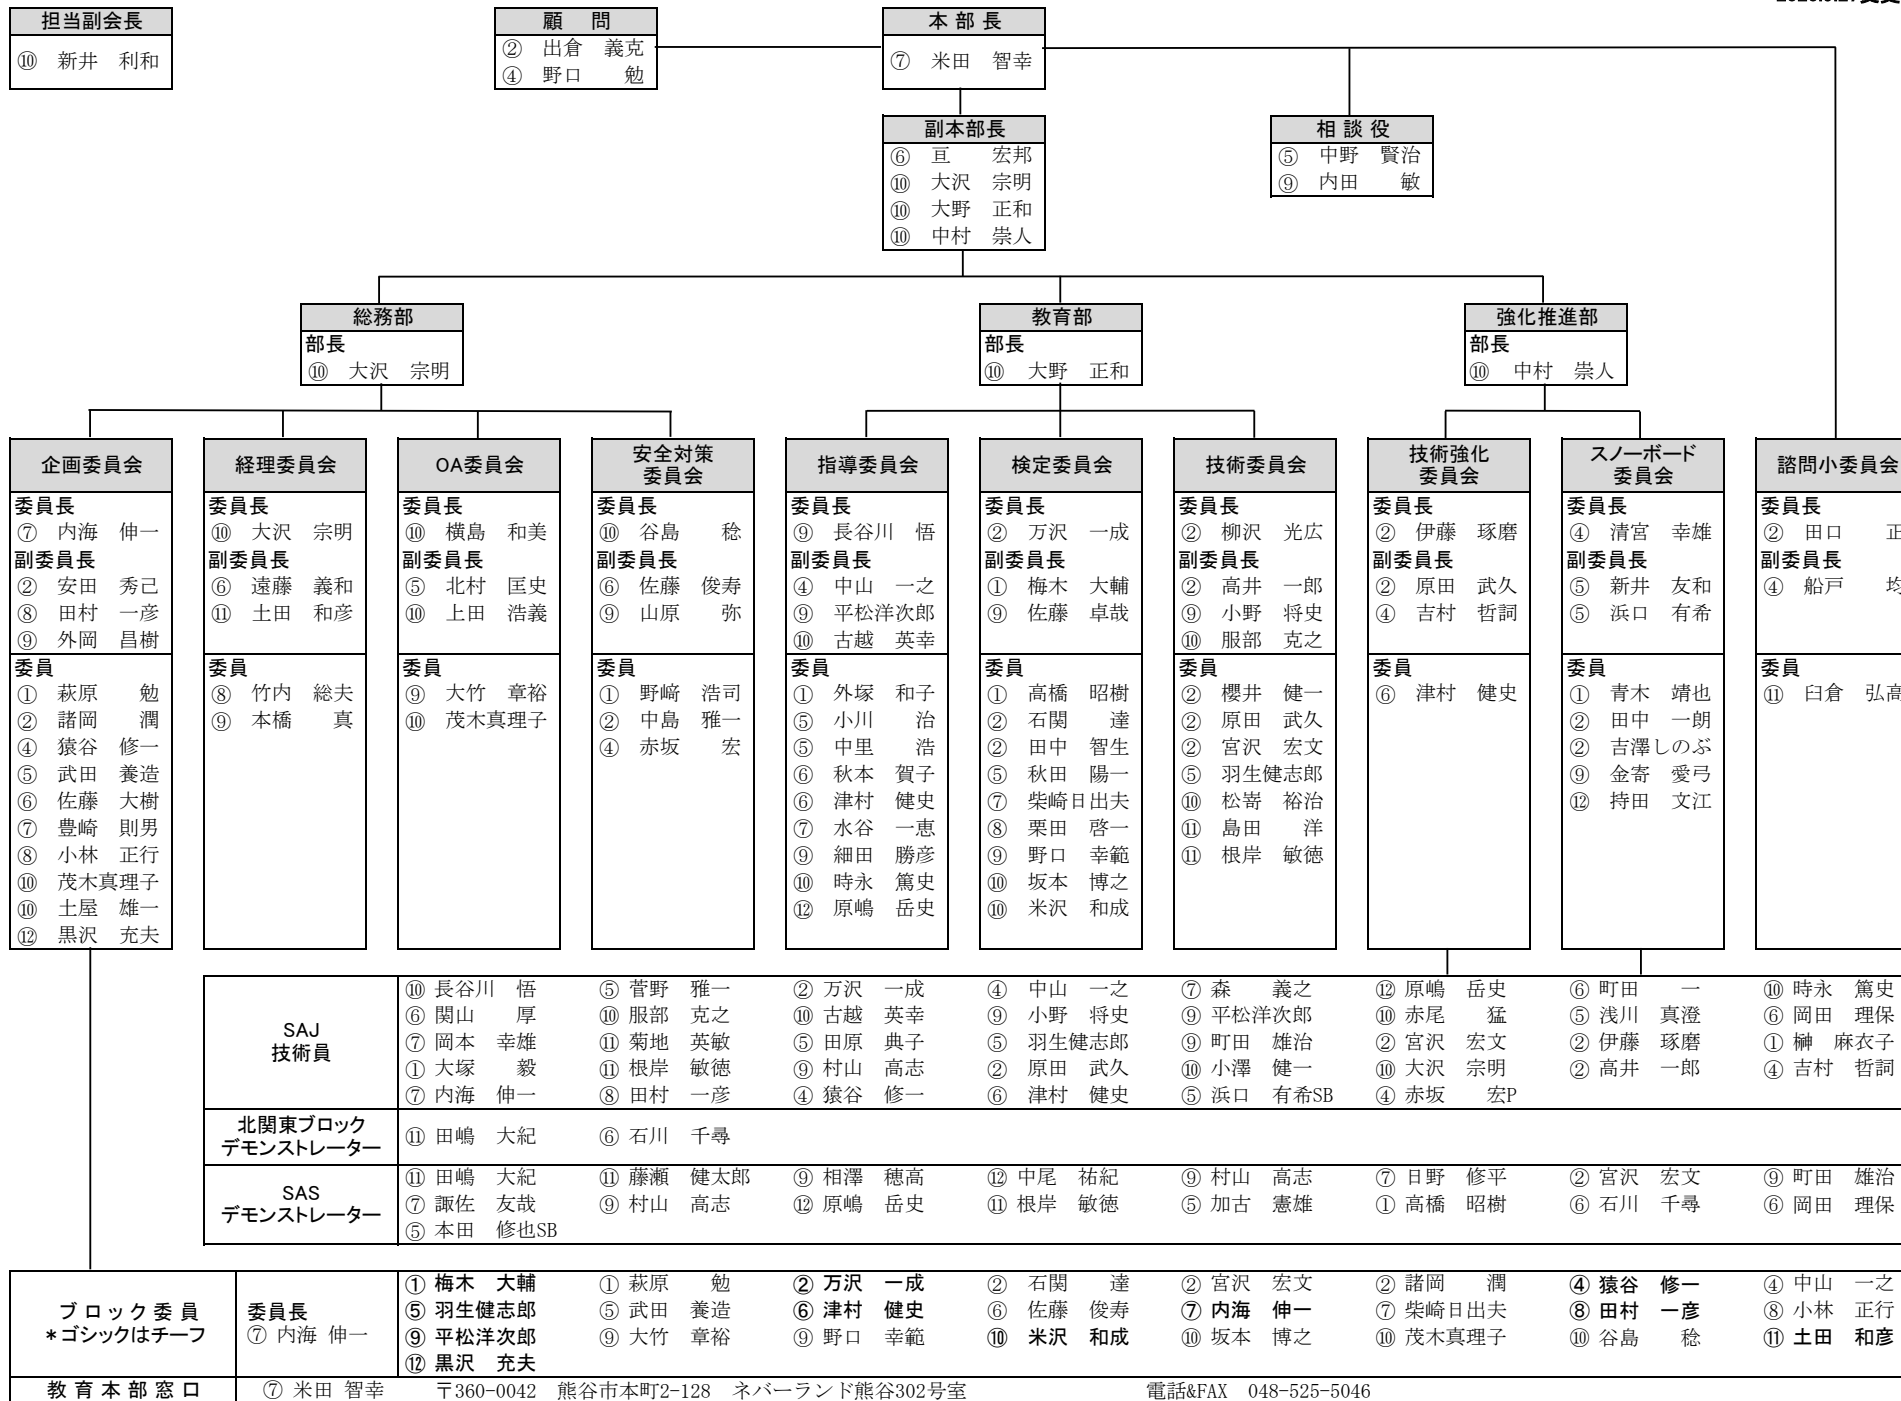 担当副会長
⑩ 新井 利和
顧 問
② 出倉 義克
④ 野口 勉
本 部 長
⑦ 米田 智幸
副本部長
⑥ 亘 宏邦
⑩ 大沢 宗明
⑩ 大野 正和
⑩ 中村 崇人
相 談 役
⑤ 中野 賢治
⑨ 内田 敏
総務部
部長
⑩ 大沢 宗明
教育部
部長
⑩ 大野 正和
強化推進部
部長
⑩ 中村 崇人
企画委員会
委員長
⑦ 内海 伸一
副委員長
② 安田 秀己
⑧ 田村 一彦
⑨ 外岡 昌樹
委員
① 萩原 勉
② 諸岡 潤
④ 猿谷 修一
⑤ 武田 養造
⑥ 佐藤 大樹
⑦ 豊崎 則男
⑧ 小林 正行
⑩ 茂木真理子
⑩ 土屋 雄一
⑫ 黒沢 充夫
経理委員会
委員長
⑩ 大沢 宗明
副委員長
⑥ 遠藤 義和
⑪ 土田 和彦
委員
⑧ 竹内 総夫
⑨ 本橋 真
OA委員会
委員長
⑩ 横島 和美
副委員長
⑤ 北村 匡史
⑩ 上田 浩義
委員
⑨ 大竹 章裕
⑩ 茂木真理子
安全対策
委員会
委員長
⑩ 谷島 稔
副委員長
⑥ 佐藤 俊寿
⑨ 山原 弥
委員
① 野﨑 浩司
② 中島 雅一
④ 赤坂 宏
指導委員会
委員長
⑨ 長谷川 悟
副委員長
④ 中山 一之
⑨ 平松洋次郎
⑩ 古越 英幸
委員
① 外塚 和子
⑤ 小川 治
⑤ 中里 浩
⑥ 秋本 賀子
⑥ 津村 健史
⑦ 水谷 一恵
⑨ 細田 勝彦
⑩ 時永 篤史
⑫ 原嶋 岳史
検定委員会
委員長
② 万沢 一成
副委員長
① 梅木 大輔
⑨ 佐藤 卓哉
委員
① 高橋 昭樹
② 石関 達
② 田中 智生
⑤ 秋田 陽一
⑦ 柴崎日出夫
⑧ 栗田 啓一
⑨ 野口 幸範
⑩ 坂本 博之
⑩ 米沢 和成
技術委員会
委員長
② 柳沢 光広
副委員長
② 高井 一郎
⑨ 小野 将史
⑩ 服部 克之
委員
② 櫻井 健一
② 原田 武久
② 宮沢 宏文
⑤ 羽生健志郎
⑩ 松嵜 裕治
⑪ 島田 洋
⑪ 根岸 敏徳
技術強化
委員会
委員長
② 伊藤 琢磨
副委員長
② 原田 武久
④ 吉村 哲詞
委員
⑥ 津村 健史
スノーボード
委員会
委員長
④ 清宮 幸雄
副委員長
⑤ 新井 友和
⑤ 浜口 有希
委員
① 青木 靖也
② 田中 一朗
② 吉澤しのぶ
⑨ 金寄 愛弓
⑫ 持田 文江
諮問小委員会
委員長
② 田口
副委員長
④ 船戸
委員
⑪ 臼倉 弘高
SAJ
技術員
⑩ 長谷川 悟 ⑤ 菅野 雅一 ② 万沢 一成 ④ 中山 一之 ⑦ 森 義之 ⑫ 原嶋 岳史 ⑥ 町田 一 ⑩ 時永 篤史
⑥ 関山 厚 ⑩ 服部 克之 ⑩ 古越 英幸 ⑨ 小野 将史 ⑨ 平松洋次郎 ⑩ 赤尾 猛 ⑤ 浅川 真澄 ⑥ 岡田 理保
⑦ 岡本 幸雄 ⑪ 菊地 英敏 ⑤ 田原 典子 ⑤ 羽生健志郎 ⑨ 町田 雄治 ② 宮沢 宏文 ② 伊藤 琢磨 ① 榊 麻衣子
① 大塚 毅 ⑪ 根岸 敏徳 ⑨ 村山 高志 ② 原田 武久 ⑩ 小澤 健一 ⑩ 大沢 宗明 ② 高井 一郎 ④ 吉村 哲詞
⑦ 内海 伸一 ⑧ 田村 一彦 ④ 猿谷 修一 ⑥ 津村 健史 ⑤ 浜口 有希SB ④ 赤坂 宏P
北関東ブロック
デモンストレーター
⑪ 田嶋 大紀 ⑥ 石川 千尋
SAS
デモンストレーター
⑪ 田嶋 大紀 ⑪ 藤瀬 健太郎 ⑨ 相澤 穂高 ⑫ 中尾 祐紀 ⑨ 村山 高志 ⑦ 日野 修平 ② 宮沢 宏文 ⑨ 町田 雄治
⑦ 諏佐 友哉 ⑨ 村山 高志 ⑫ 原嶋 岳史 ⑪ 根岸 敏徳 ⑤ 加古 憲雄 ① 高橋 昭樹 ⑥ 石川 千尋 ⑥ 岡田 理保
⑤ 本田 修也SB
ブ ロ ッ ク 委 員
*ゴシックはチーフ
委員長
⑦ 内海 伸一
① 梅木 大輔 ① 萩原 勉 ② 万沢 一成 ② 石関 達 ② 宮沢 宏文 ② 諸岡 潤 ④ 猿谷 修一 ④ 中山 一之
⑤ 羽生健志郎 ⑤ 武田 養造 ⑥ 津村 健史 ⑥ 佐藤 俊寿 ⑦ 内海 伸一 ⑦ 柴崎日出夫 ⑧ 田村 一彦 ⑧ 小林 正行
⑨ 平松洋次郎 ⑨ 大竹 章裕 ⑨ 野口 幸範 ⑩ 米沢 和成 ⑩ 坂本 博之 ⑩ 茂木真理子 ⑩ 谷島 稔 ⑪ 土田 和彦
⑫ 黒沢 充夫
教 育 本 部 窓 口
⑦ 米田 智幸 〒360-0042 熊谷市本町2-128 ネバーランド熊谷302号室 電話&FAX 048-525-5046